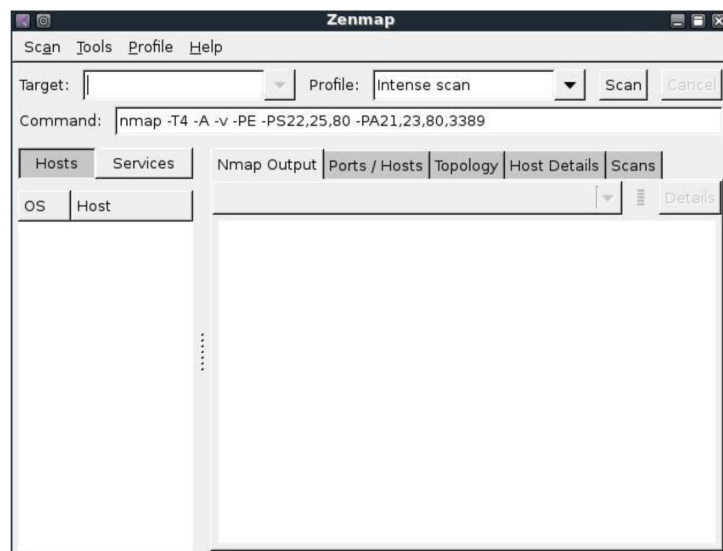 Zenmap
Scan Tools Profile Help
Target: Profile: Intense scan Scan Cancel
Command: nmap -T4 -A -v -PE -PS22,25,80 -PA21,23,80,3389
Hosts Services Nmap Output Ports / Hosts Topology Host Details Scans
OS Host Details